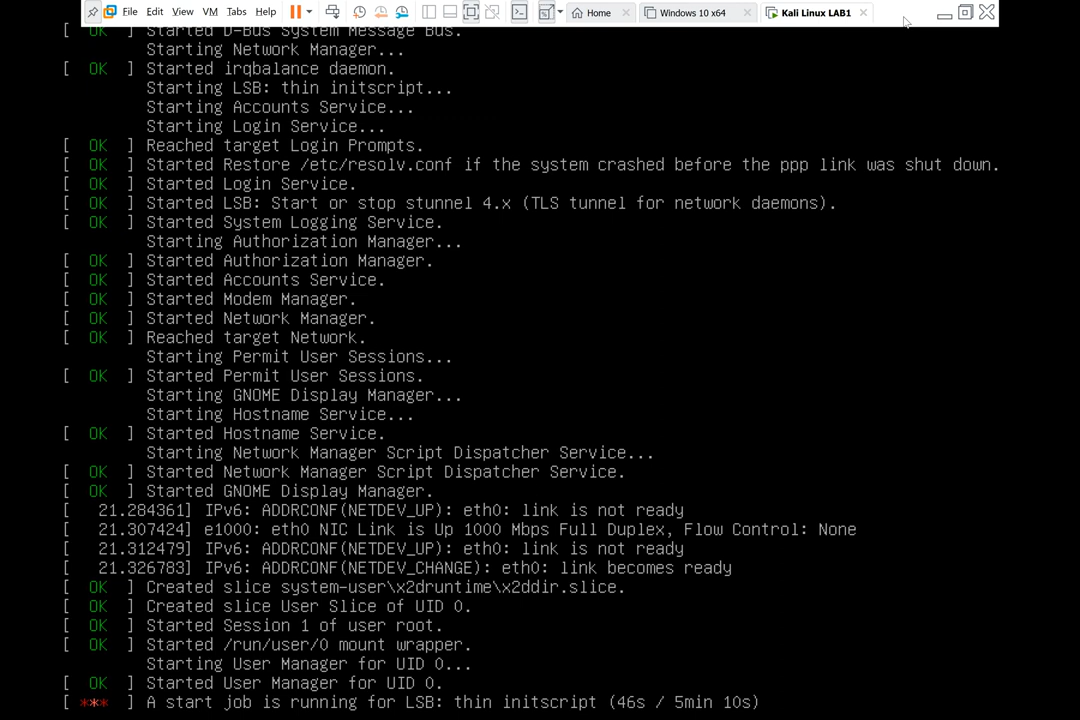 File Edit View VM Tabs Help Home Windows 10 x64 Kali Linux LAB1
[ OK ] Started D-Bus System Message Bus.
Starting Network Manager...
[ OK ] Started irqbalance daemon.
Starting LSB: thin initscript...
Starting Accounts Service...
Starting Login Service...
[ OK ] Reached target Login Prompts.
[ OK ] Started Restore /etc/resolv.conf if the system crashed before the ppp link was shut down.
[ OK ] Started Login Service.
[ OK ] Started LSB: Start or stop stunnel 4.x (TLS tunnel for network daemons).
[ OK ] Started System Logging Service.
Starting Authorization Manager...
[ OK ] Started Authorization Manager.
[ OK ] Started Accounts Service.
[ OK ] Started Modem Manager.
[ OK ] Started Network Manager.
[ OK ] Reached target Network.
Starting Permit User Sessions...
[ OK ] Started Permit User Sessions.
Starting GNOME Display Manager...
Starting Hostname Service...
[ OK ] Started Hostname Service.
Starting Network Manager Script Dispatcher Service...
[ OK ] Started Network Manager Script Dispatcher Service.
[ OK ] Started GNOME Display Manager.
[ 21.284361] IPv6: ADDRCONF(NETDEV_UP): eth0: link is not ready
[ 21.307424] e1000: eth0 NIC Link is Up 1000 Mbps Full Duplex, Flow Control: None
[ 21.312479] IPv6: ADDRCONF(NETDEV_UP): eth0: link is not ready
[ 21.326783] IPv6: ADDRCONF(NETDEV_CHANGE): eth0: link becomes ready
[ OK ] Created slice system-user\x2druntime\x2ddir.slice.
[ OK ] Created slice User Slice of UID 0.
[ OK ] Started Session 1 of user root.
[ OK ] Started /run/user/0 mount wrapper.
Starting User Manager for UID 0...
[ OK ] Started User Manager for UID 0.
[ *** ] A start job is running for LSB: thin initscript (46s / 5min 10s)